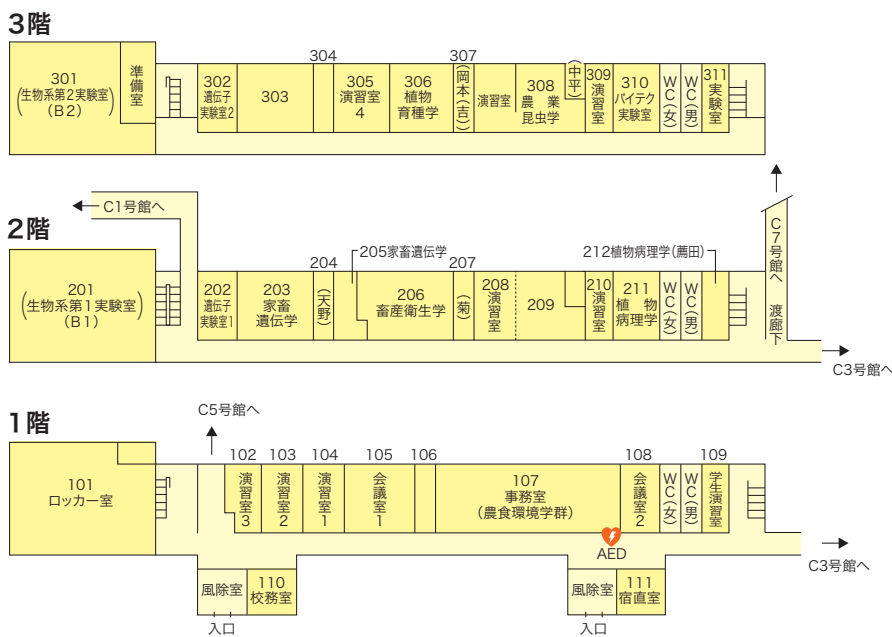 3階
301
(生物系第2実験室)
(B2)
準備室
302
遺伝子
実験室2
303
304
305
演習室
4
306
植物
育種学
307
(岡本(吉))
演習室
308
農業
昆虫学
(中平)
309
演習室
310
バイテク
実験室
WC(女)
WC(男)
311
実験室
2階
C1号館へ
201
(生物系第1実験室)
(B1)
202
遺伝子
実験室1
203
家畜
遺伝学
204
(天野)
205家畜遺伝学
206
畜産衛生学
207
(菊)
208
演習室
209
210
演習室
211
植物
病理学
WC(女)
WC(男)
212植物病理学(薦田)
C7号館へ 渡廊下
C3号館へ
1階
C5号館へ
101
ロッカー室
102
演習室3
103
演習室2
104
演習室1
105
会議室1
106
107
事務室
(農食環境学群)
108
会議室2
WC(女)
WC(男)
109
学生演習室
AED
C3号館へ
風除室
110
校務室
入口
風除室
111
宿直室
入口